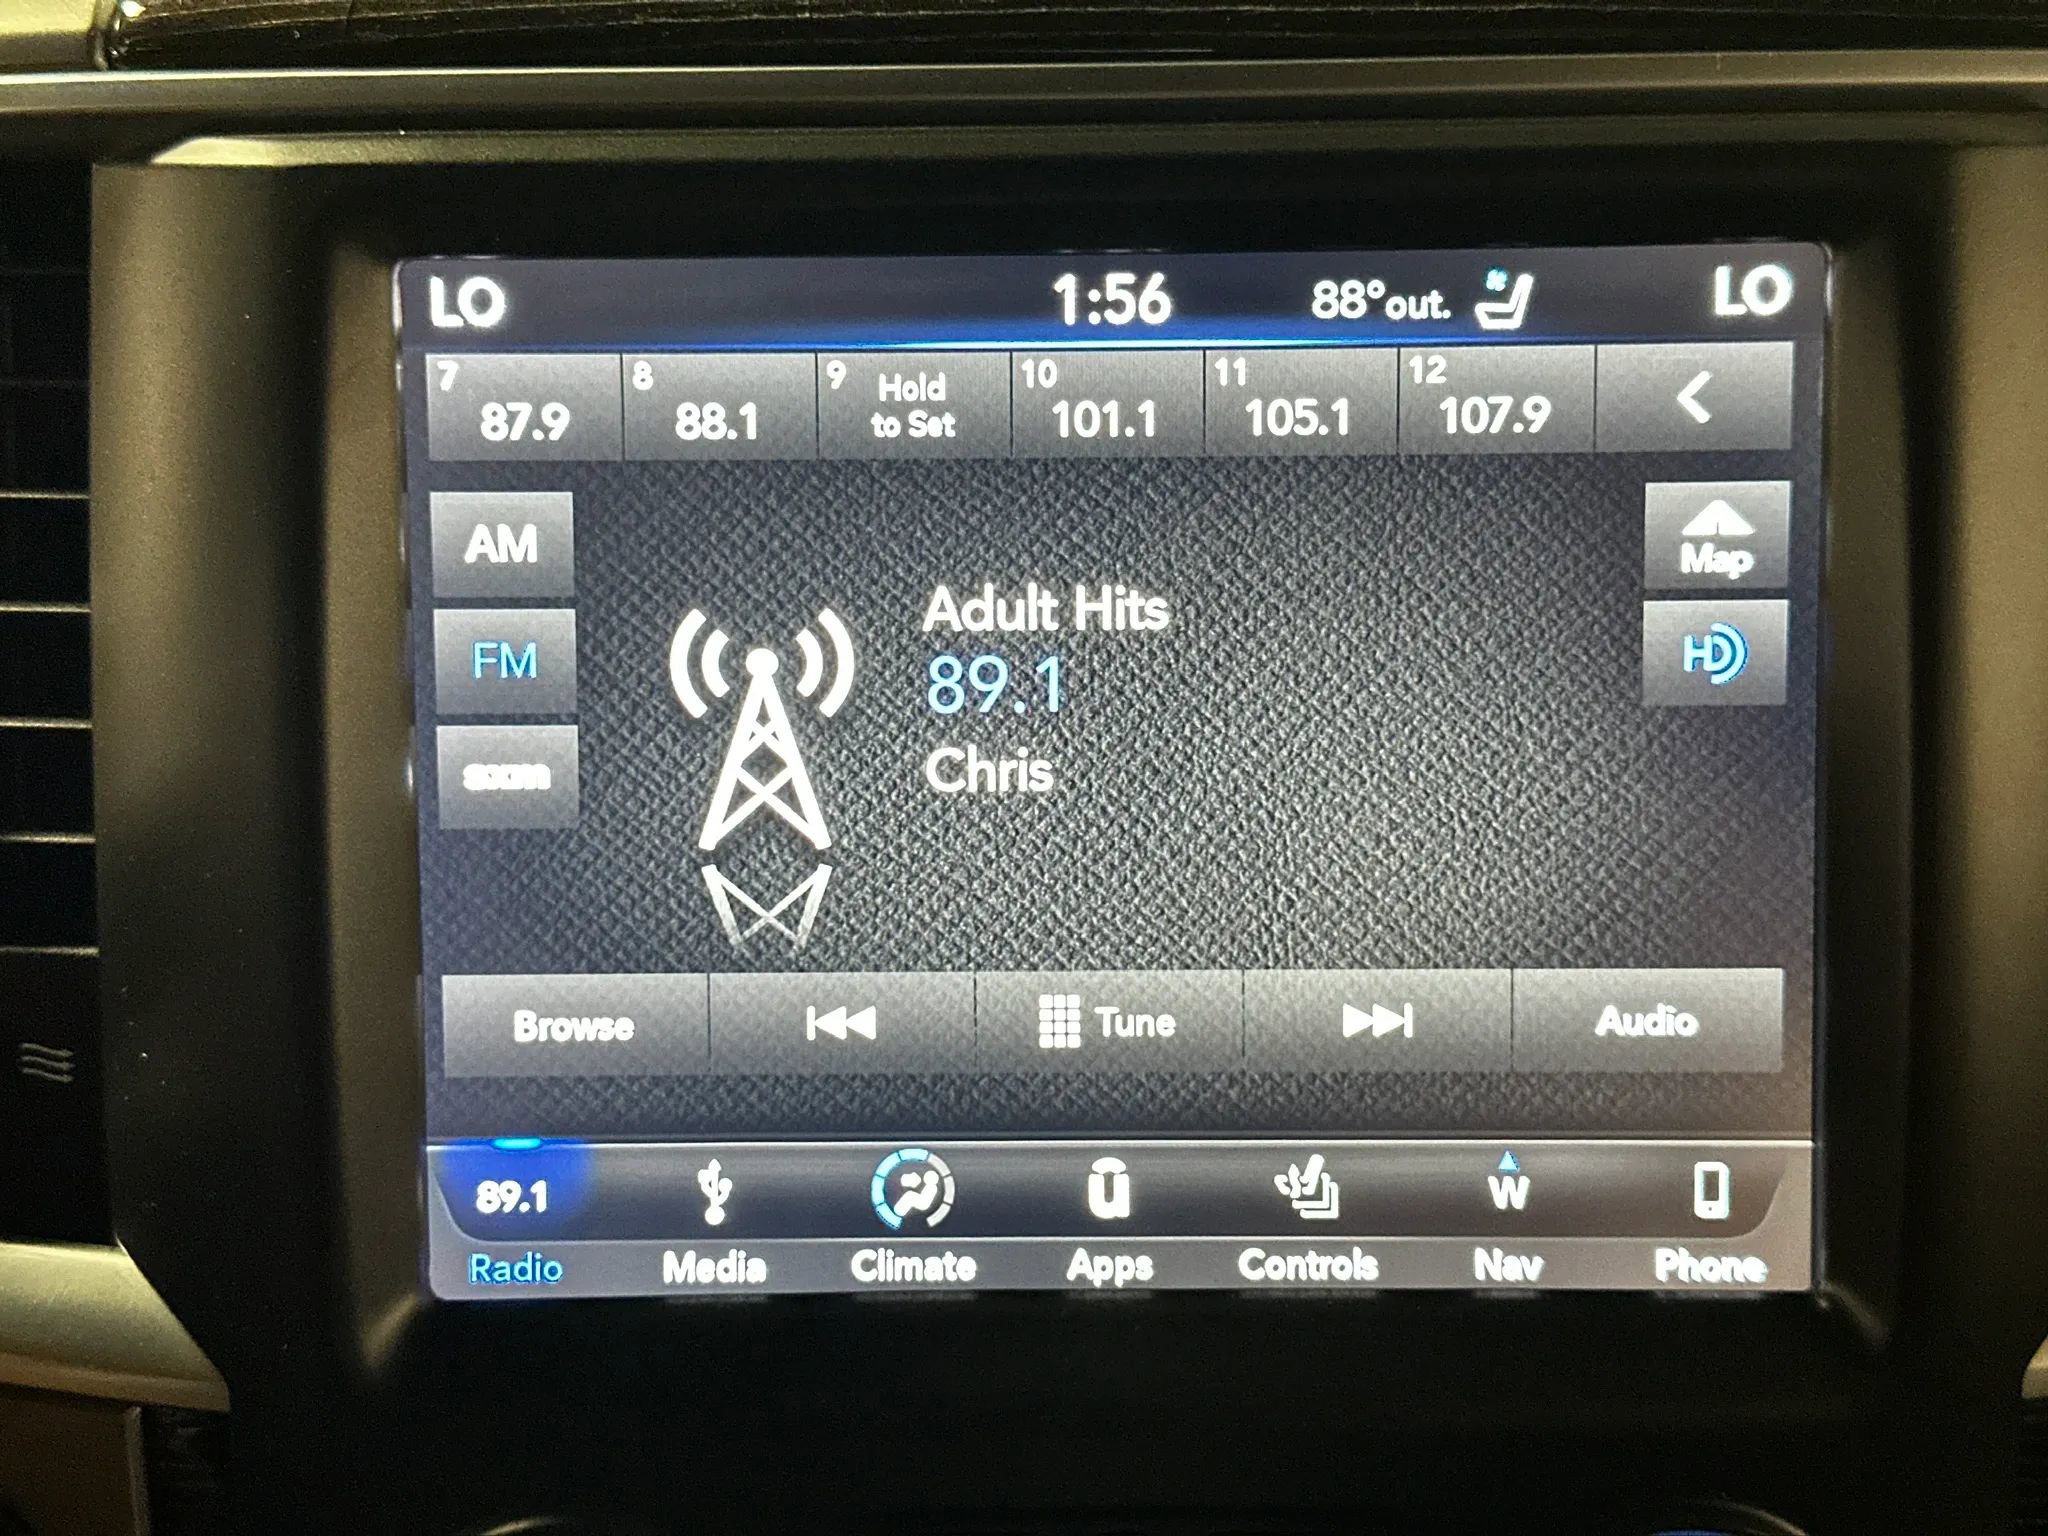 LO 1:56 88°out. LO
7 87.9 8 88.1 9 Hold to Set 10 101.1 11 105.1 12 107.9
AM
Map
Adult Hits
FM
89.1
HD
sxm
Chris
Browse Tune Audio
89.1 u W
Radio Media Climate Apps Controls Nav Phone